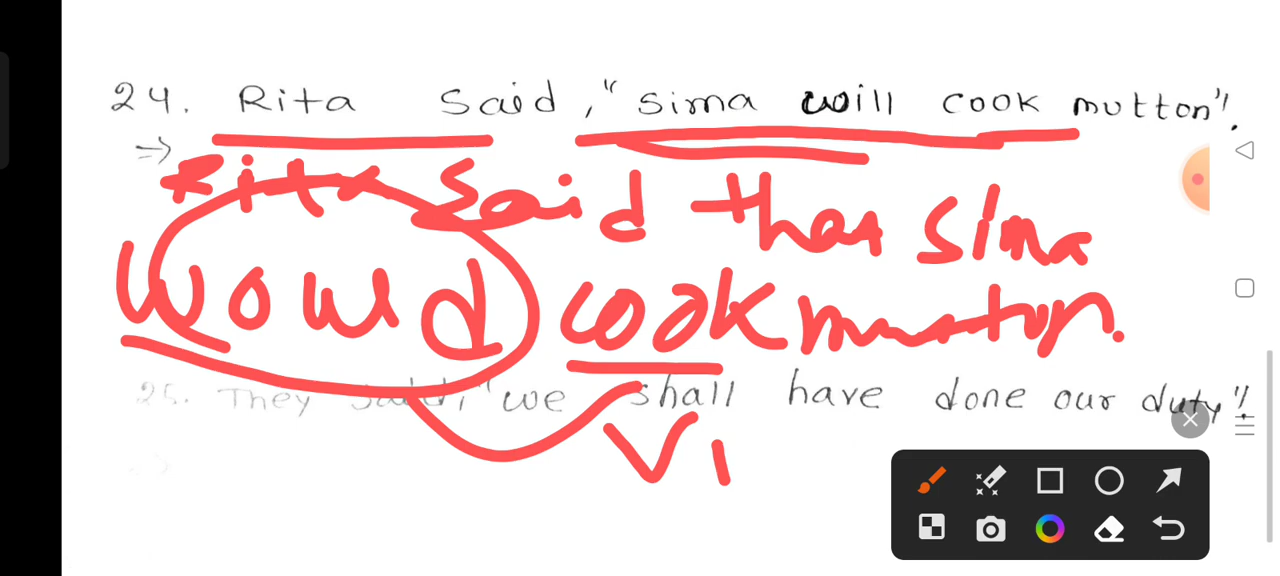 24. Rita Said, "Sima will cook mutton".
=> Rita Said that Sima
would cook mutton.
25. They said, "we shall have done our duty".
V1